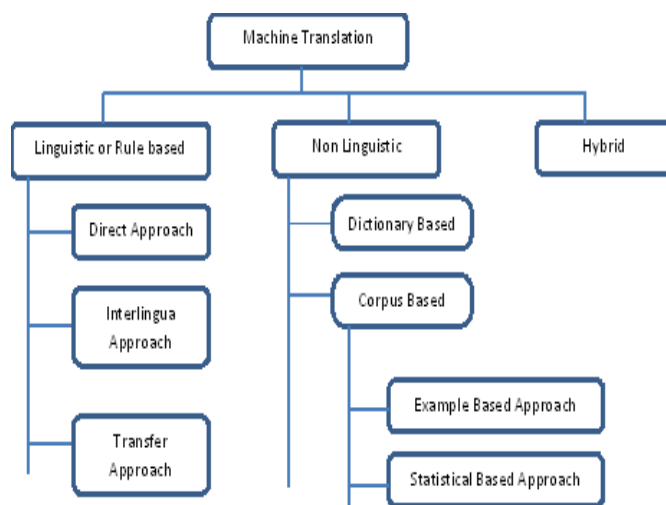 Machine Translation
Linguistic or Rule based
Non Linguistic
Hybrid
Direct Approach
Dictionary Based
Interlingua
Approach
Corpus Based
Transfer
Approach
Example Based Approach
Statistical Based Approach